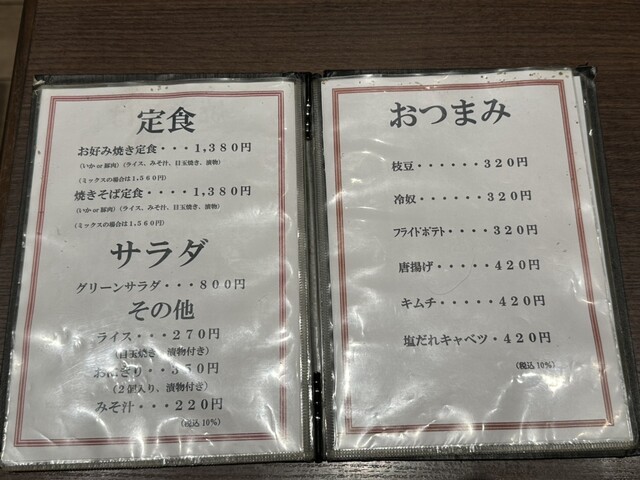 定食
お好み焼き定食・・・1,380円
(いか or 豚肉)(ライス、みそ汁、目玉焼き、漬物)
(ミックスの場合は1,560円)
焼きそば定食・・・・1,380円
(いか or 豚肉)(ライス、みそ汁、目玉焼き、漬物)
(ミックスの場合は1,560円)
サラダ
グリーンサラダ・・・800円
その他
ライス・・・270円
(目玉焼き、漬物付き)
おにぎり・・・350円
(2個入り、漬物付き)
みそ汁・・・220円
(税込10%)
おつまみ
枝豆・・・・・・320円
冷奴・・・・・・320円
フライドポテト・・・・320円
唐揚げ・・・・・420円
キムチ・・・・・420円
塩だれキャベツ・420円
(税込10%)